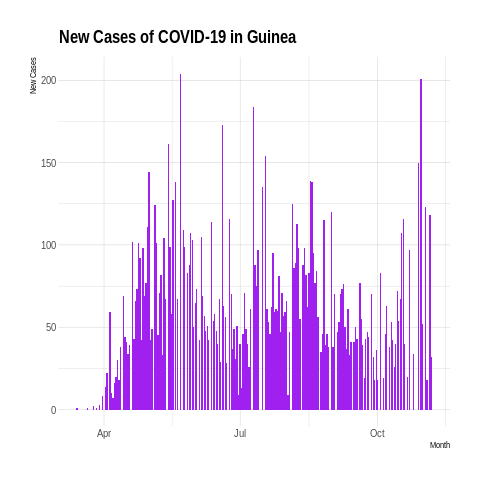 New Cases of COVID-19 in Guinea
New Cases
200
150
100
50
0
Apr
Jul
Oct
Month